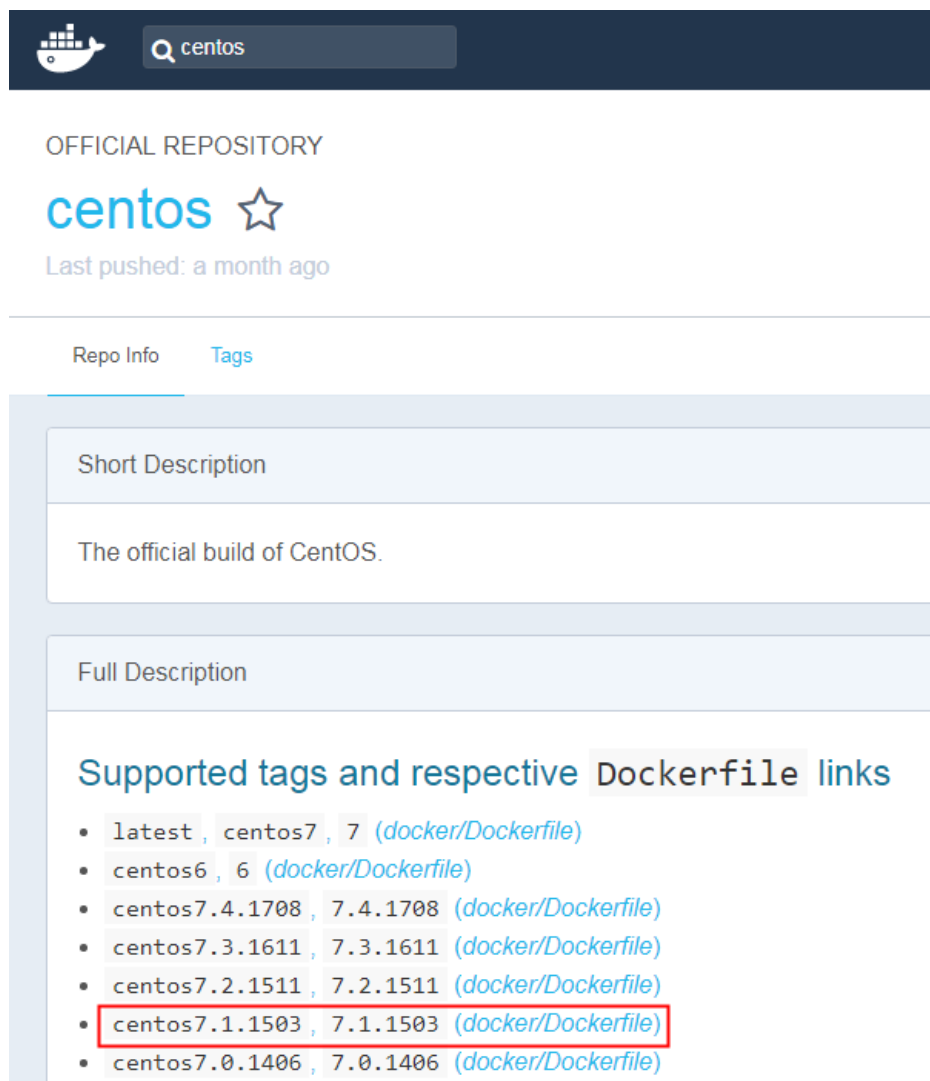 centos
OFFICIAL REPOSITORY
centos
Last pushed: a month ago
Repo Info Tags
Short Description
The official build of CentOS.
Full Description
Supported tags and respective Dockerfile links
• latest , centos7 , 7 (docker/Dockerfile)
• centos6 , 6 (docker/Dockerfile)
• centos7.4.1708 , 7.4.1708 (docker/Dockerfile)
• centos7.3.1611 , 7.3.1611 (docker/Dockerfile)
• centos7.2.1511 , 7.2.1511 (docker/Dockerfile)
• centos7.1.1503 , 7.1.1503 (docker/Dockerfile)
• centos7.0.1406 , 7.0.1406 (docker/Dockerfile)